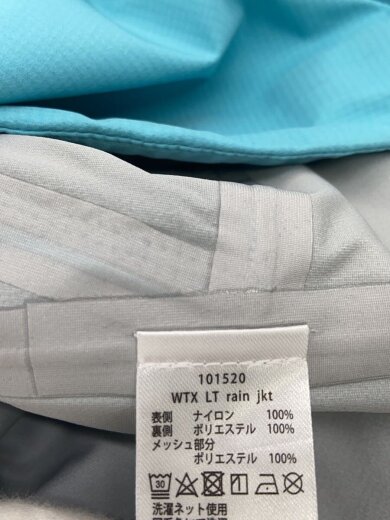 101520
WTX LT rain jkt
表側 ナイロン 100%
裏側 ポリエステル 100%
メッシュ部分
ポリエステル 100%
30
洗濯ネット使用